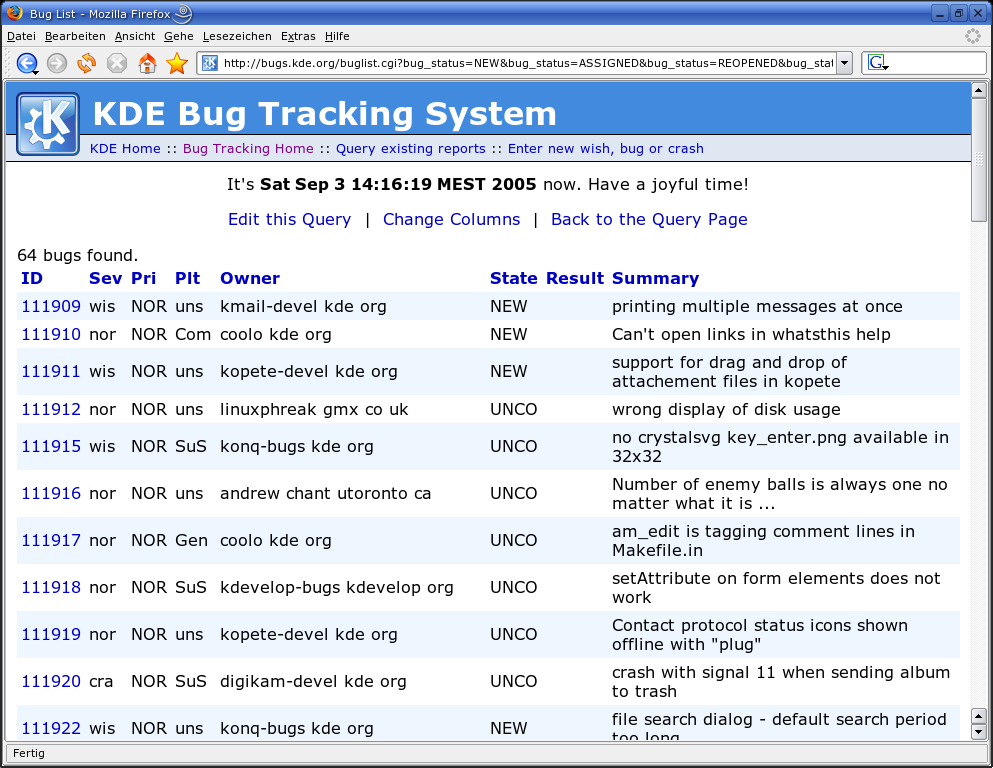 Bug List - Mozilla Firefox
Datei Bearbeiten Ansicht Gehe Lesezeichen Extras Hilfe
http://bugs.kde.org/buglist.cgi?bug_status=NEW&bug_status=ASSIGNED&bug_status=REOPENED&bug_stat
G
K KDE Bug Tracking System
KDE Home :: Bug Tracking Home :: Query existing reports :: Enter new wish, bug or crash
It's Sat Sep 3 14:16:19 MEST 2005 now. Have a joyful time!
Edit this Query | Change Columns | Back to the Query Page
64 bugs found.
ID Sev Pri Plt Owner State Result Summary
111909 wis NOR uns kmail-devel kde org NEW printing multiple messages at once
111910 nor NOR Com coolo kde org NEW Can't open links in whatsthis help
111911 wis NOR uns kopete-devel kde org NEW support for drag and drop of
attachement files in kopete
111912 nor NOR uns linuxphreak gmx co uk UNCO wrong display of disk usage
111915 wis NOR SuS konq-bugs kde org UNCO no crystalsvg key_enter.png available in
32x32
111916 nor NOR uns andrew chant utoronto ca UNCO Number of enemy balls is always one no
matter what it is ...
111917 nor NOR Gen coolo kde org UNCO am_edit is tagging comment lines in
Makefile.in
111918 nor NOR SuS kdevelop-bugs kdevelop org UNCO setAttribute on form elements does not
work
111919 nor NOR uns kopete-devel kde org UNCO Contact protocol status icons shown
offline with "plug"
111920 cra NOR SuS digikam-devel kde org UNCO crash with signal 11 when sending album
to trash
111922 wis NOR uns konq-bugs kde org NEW file search dialog - default search period
too long
Fertig